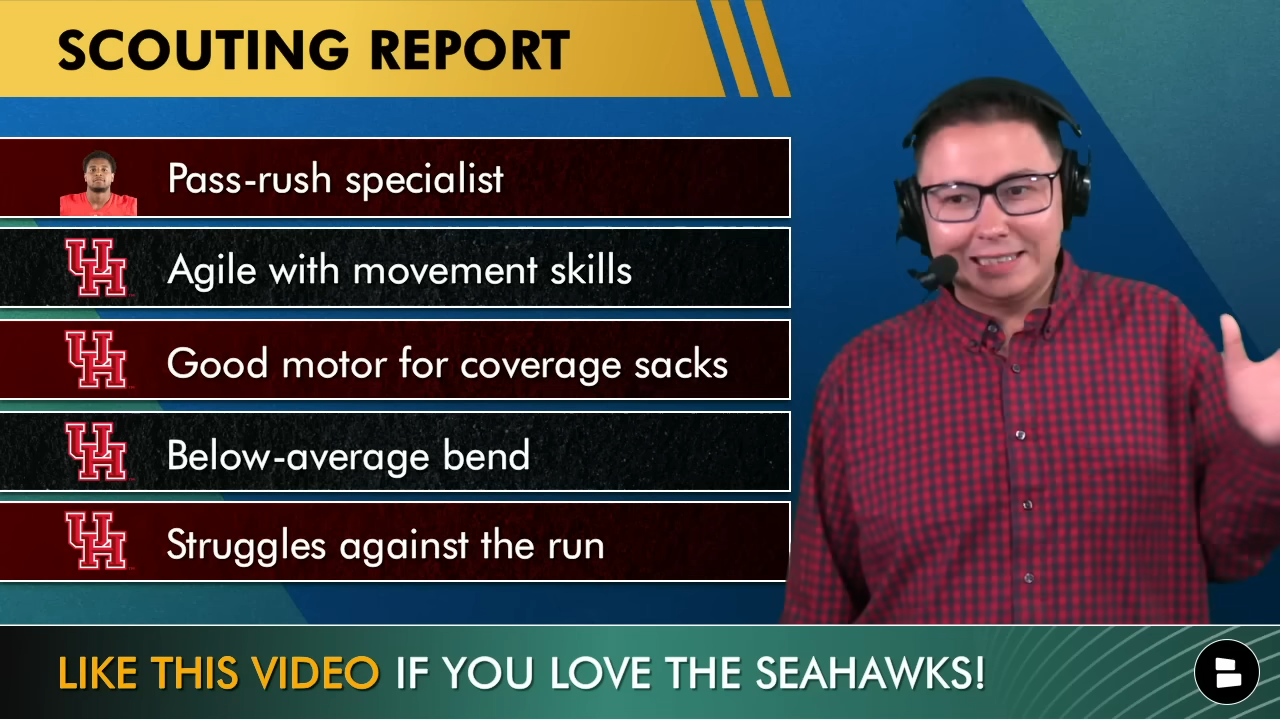 SCOUTING REPORT
Pass-rush specialist
UH Agile with movement skills
UH Good motor for coverage sacks
UH Below-average bend
UH Struggles against the run
LIKE THIS VIDEO IF YOU LOVE THE SEAHAWKS!